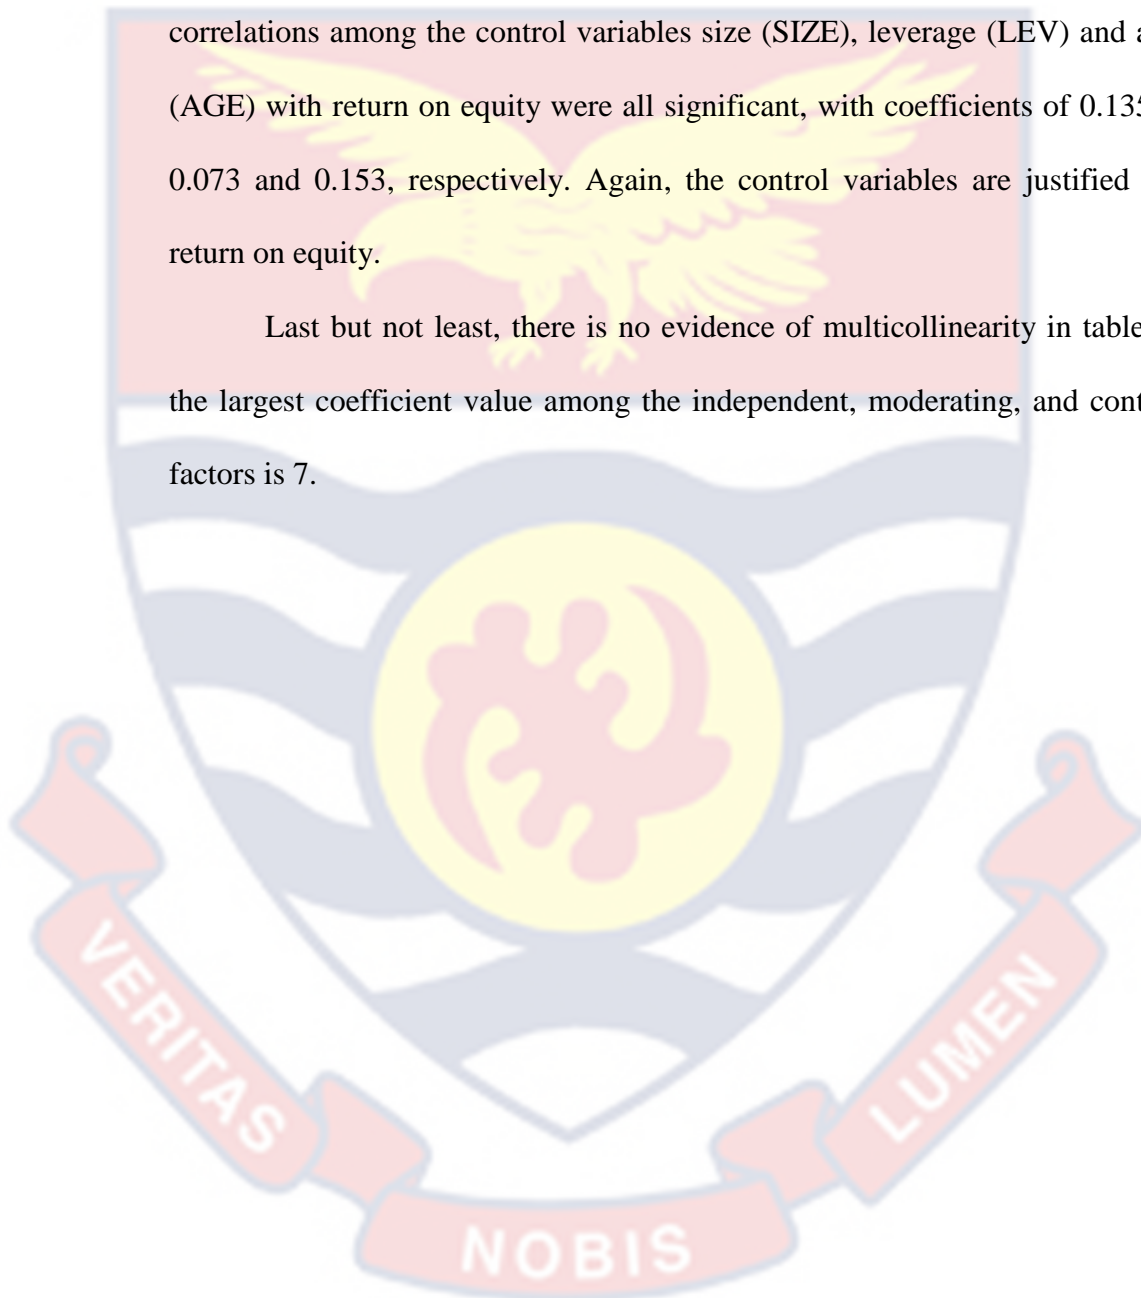 correlations among the control variables size (SIZE), leverage (LEV) and a
(AGE) with return on equity were all significant, with coefficients of 0.135
0.073 and 0.153, respectively. Again, the control variables are justified
return on equity.
Last but not least, there is no evidence of multicollinearity in table
the largest coefficient value among the independent, moderating, and cont
factors is 7.
VERITAS
NOBIS
LUMEN